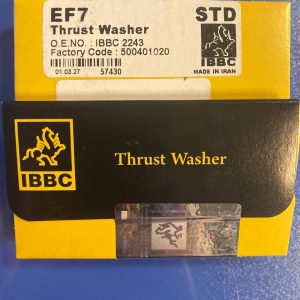 EF7
STD
Thrust Washer
O.E.NO. : IBBC 2243
Factory Code : 500401020
01.03.27
57430
IBBC
MADE IN IRAN
IBBC
Thrust Washer